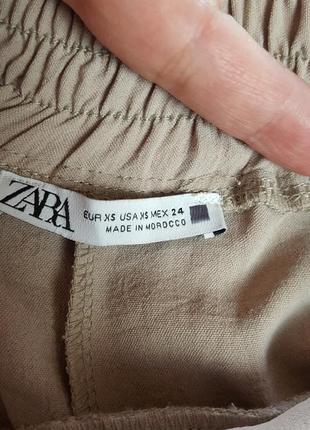 ZARA
EUR XS USA XS MEX 24
MADE IN MOROCCO